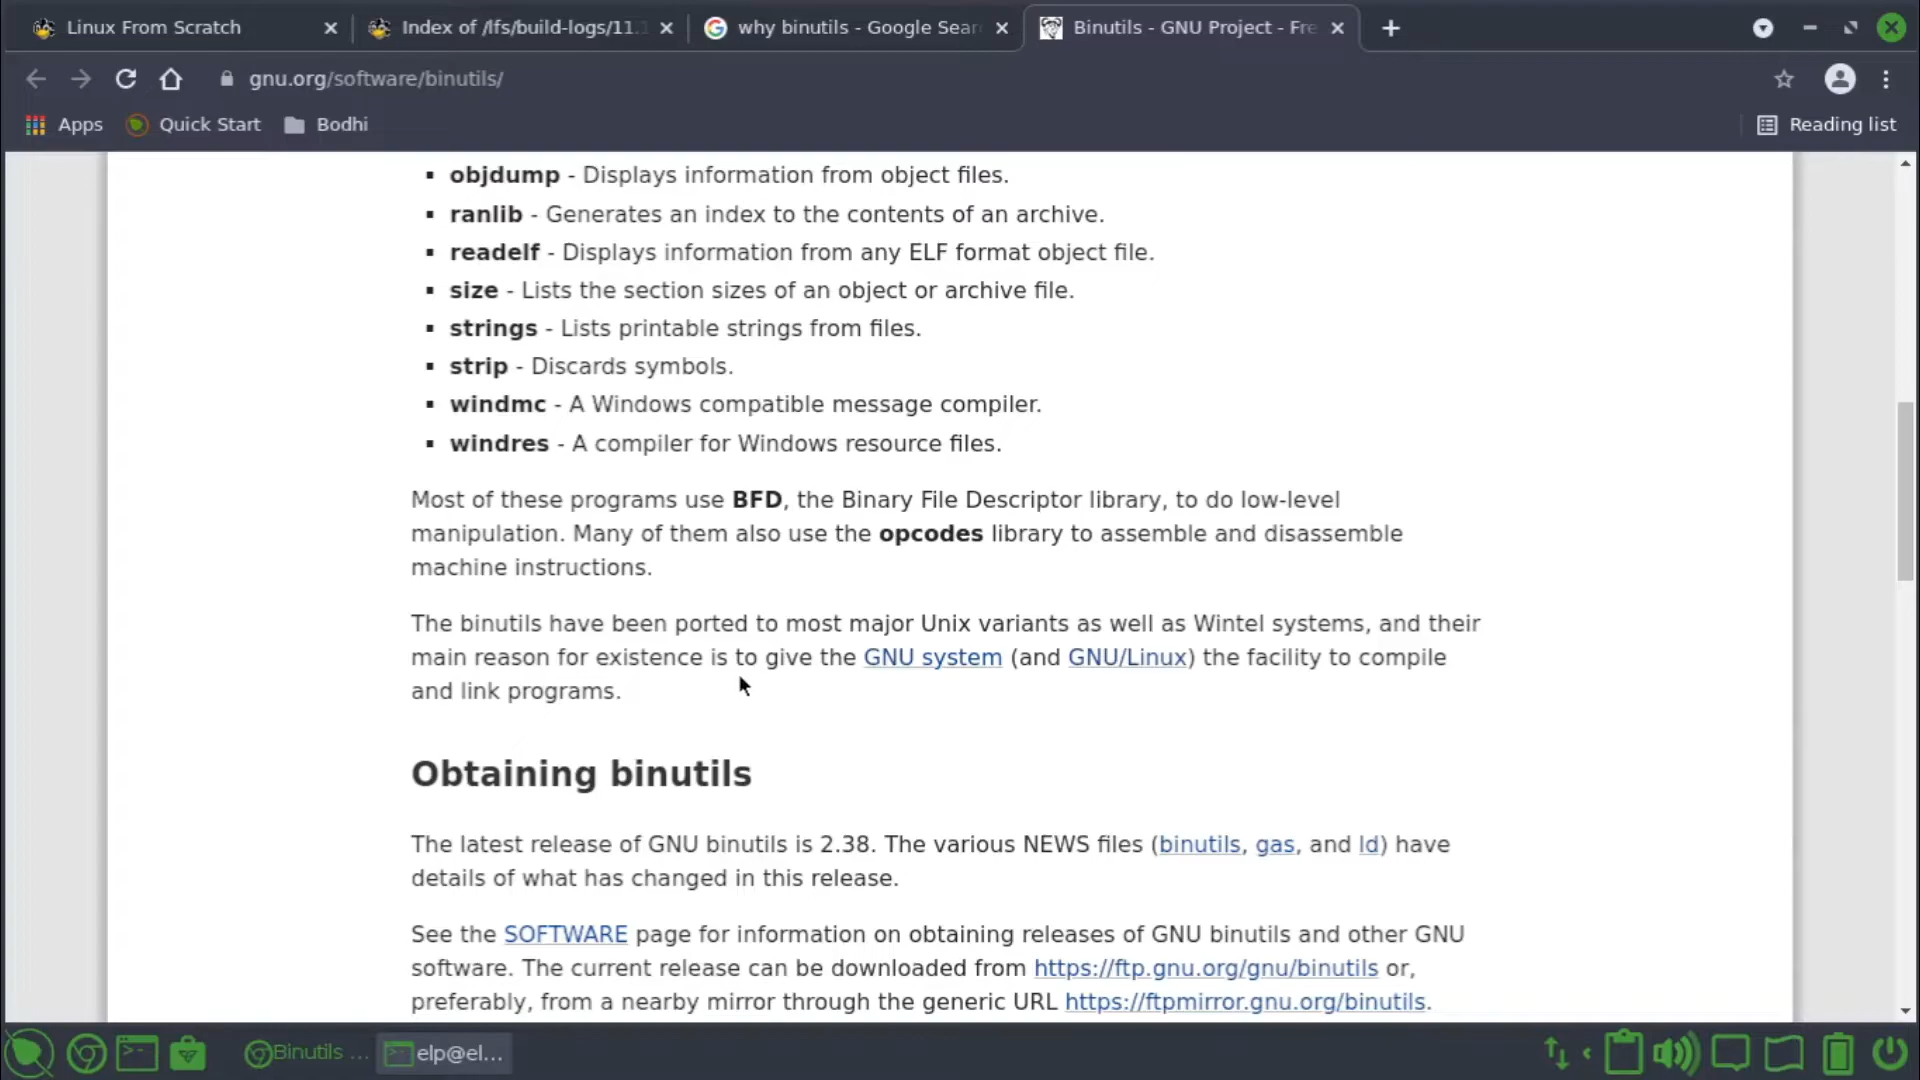 Linux From Scratch
Index of /lfs/build-logs/11.1
why binutils - Google Sear
Binutils - GNU Project - Fre
gnu.org/software/binutils/
Apps
Quick Start
Bodhi
Reading list
▪ objdump - Displays information from object files.
▪ ranlib - Generates an index to the contents of an archive.
▪ readelf - Displays information from any ELF format object file.
▪ size - Lists the section sizes of an object or archive file.
▪ strings - Lists printable strings from files.
▪ strip - Discards symbols.
▪ windmc - A Windows compatible message compiler.
▪ windres - A compiler for Windows resource files.
Most of these programs use BFD, the Binary File Descriptor library, to do low-level
manipulation. Many of them also use the opcodes library to assemble and disassemble
machine instructions.
The binutils have been ported to most major Unix variants as well as Wintel systems, and their
main reason for existence is to give the GNU system (and GNU/Linux) the facility to compile
and link programs.
Obtaining binutils
The latest release of GNU binutils is 2.38. The various NEWS files (binutils, gas, and ld) have
details of what has changed in this release.
See the SOFTWARE page for information on obtaining releases of GNU binutils and other GNU
software. The current release can be downloaded from https://ftp.gnu.org/gnu/binutils or,
preferably, from a nearby mirror through the generic URL https://ftpmirror.gnu.org/binutils.
Binutils ...
elp@el...